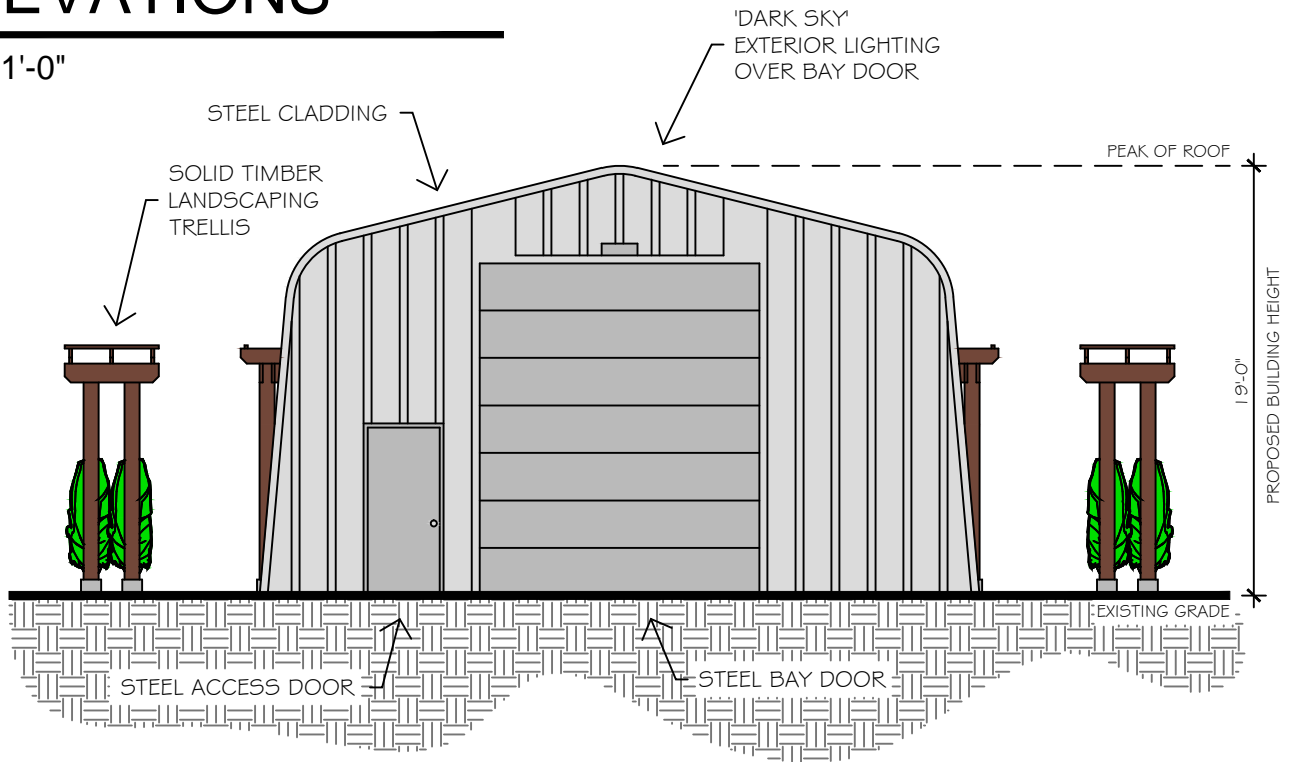 EVATIONS
1'-0"
'DARK SKY'
EXTERIOR LIGHTING
OVER BAY DOOR
STEEL CLADDING
SOLID TIMBER
LANDSCAPING
TRELLIS
PEAK OF ROOF
19'-0"
PROPOSED BUILDING HEIGHT
EXISTING GRADE
STEEL ACCESS DOOR
STEEL BAY DOOR